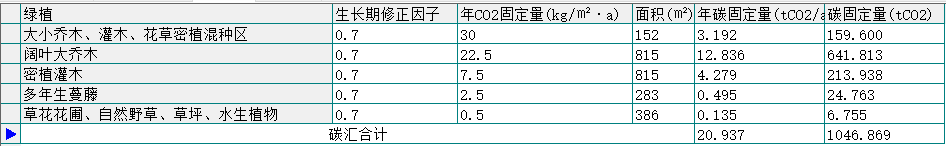 绿植 生长期修正因子 年CO2固定量(kg/㎡·a) 面积(㎡) 年碳固定量(tCO2/a 碳固定量(tCO2)
大小乔木、灌木、花草密植混种区 0.7 30 152 3.192 159.600
阔叶大乔木 0.7 22.5 815 12.836 641.813
密植灌木 0.7 7.5 815 4.279 213.938
多年生蔓藤 0.7 2.5 283 0.495 24.763
草花花圃、自然野草、草坪、水生植物 0.7 0.5 386 0.135 6.755
碳汇合计 20.937 1046.869